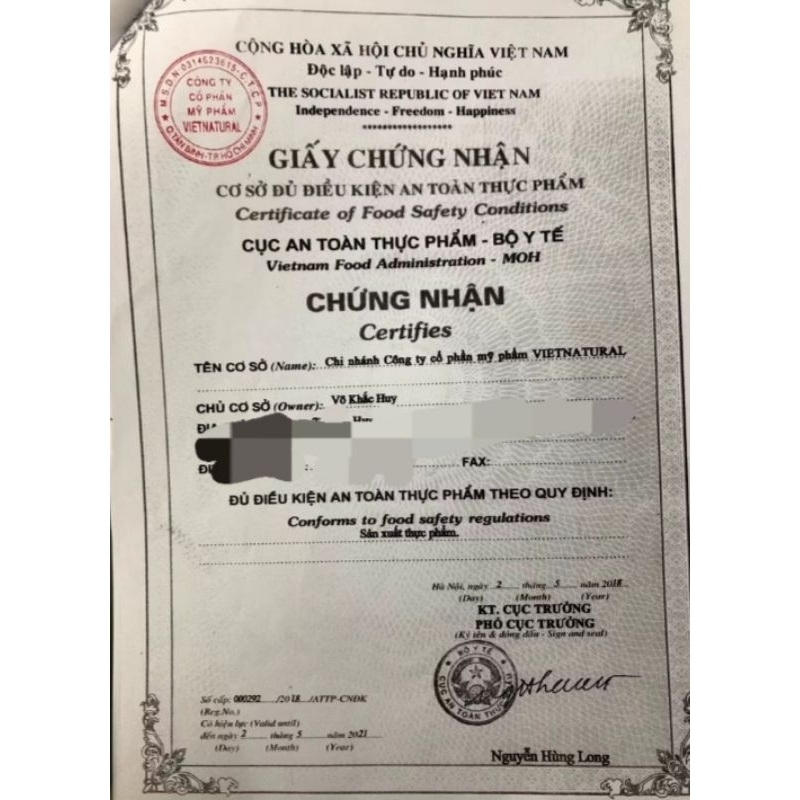 CỘNG HÒA XÃ HỘI CHỦ NGHĨA VIỆT NAM
Độc lập - Tự do - Hạnh phúc
THE SOCIALIST REPUBLIC OF VIET NAM
Independence - Freedom - Happiness
*****************
M.S.D.N: 0314623615-C.T.C.P
CÔNG TY
CỔ PHẦN
MỸ PHẨM
VIETNATURAL
Q.TÂN BÌNH-T.P.HỒ CHÍ MINH
GIẤY CHỨNG NHẬN
CƠ SỞ ĐỦ ĐIỀU KIỆN AN TOÀN THỰC PHẨM
Certificate of Food Safety Conditions
CỤC AN TOÀN THỰC PHẨM - BỘ Y TẾ
Vietnam Food Administration - MOH
CHỨNG NHẬN
Certifies
TÊN CƠ SỞ (Name): Chi nhánh Công ty cổ phần mỹ phẩm VIETNATURAL
CHỦ CƠ SỞ (Owner): Võ Khắc Huy
FAX:
ĐỦ ĐIỀU KIỆN AN TOÀN THỰC PHẨM THEO QUY ĐỊNH:
Conforms to food safety regulations
Sản xuất thực phẩm.
Hà Nội, ngày 2 tháng 5 năm 2018
(Day) (Month) (Year)
KT. CỤC TRƯỞNG
PHÓ CỤC TRƯỞNG
(Ký tên & đóng dấu - Sign and seal)
BỘ Y TẾ
CỤC AN TOÀN THỰC
Số cấp: 000292 /2018 /ATTP-CNĐK
(Reg.No.)
Có hiệu lực (Valid until)
đến ngày 2 tháng 5 năm 2021
(Day) (Month) (Year)
Nguyễn Hùng Long